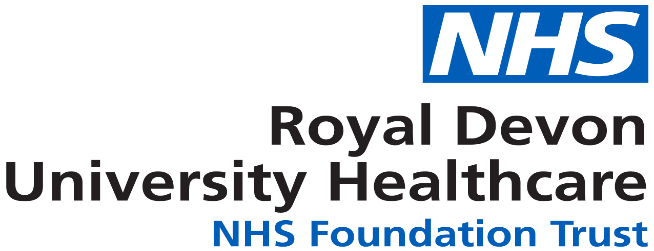 NHS
Royal Devon
University Healthcare
NHS Foundation Trust